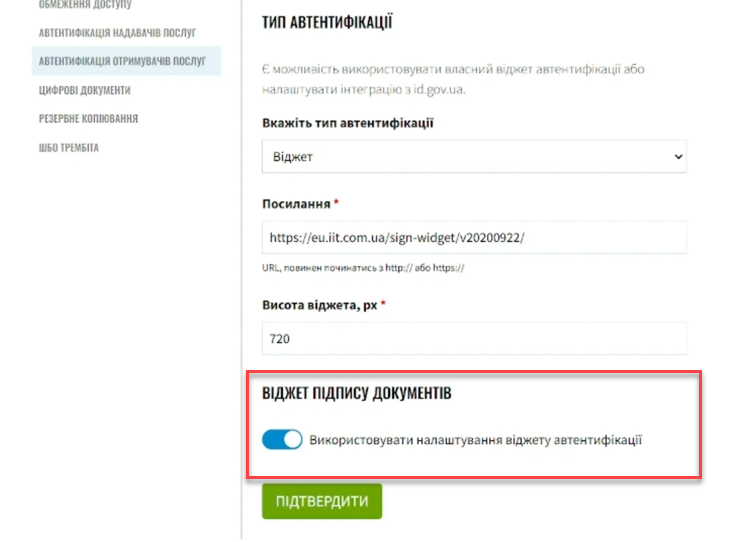 ОБМЕЖЕННЯ ДОСТУПУ
АВТЕНТИФІКАЦІЯ НАДАВАЧІВ ПОСЛУГ
АВТЕНТИФІКАЦІЯ ОТРИМУВАЧІВ ПОСЛУГ
ЦИФРОВІ ДОКУМЕНТИ
РЕЗЕРВНЕ КОПІЮВАННЯ
ШБО ТРЕМБІТА
ТИП АВТЕНТИФІКАЦІЇ
Є можливість використовувати власний віджет автентифікації або
налаштувати інтеграцію з id.gov.ua.
Вкажіть тип автентифікації
Віджет
Посилання *
https://eu.iit.com.ua/sign-widget/v20200922/
URL, повинен починатись з http:// або https://
Висота віджета, px *
720
ВІДЖЕТ ПІДПИСУ ДОКУМЕНТІВ
Використовувати налаштування віджету автентифікації
ПІДТВЕРДИТИ